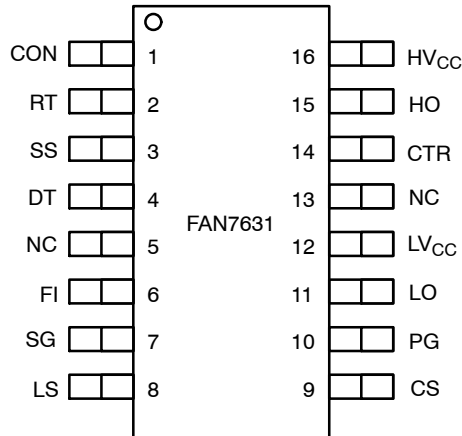 CON 1 16 HVCC
RT 2 15 HO
SS 3 14 CTR
DT 4 13 NC
FAN7631
NC 5 12 LVCC
FI 6 11 LO
SG 7 10 PG
LS 8 9 CS